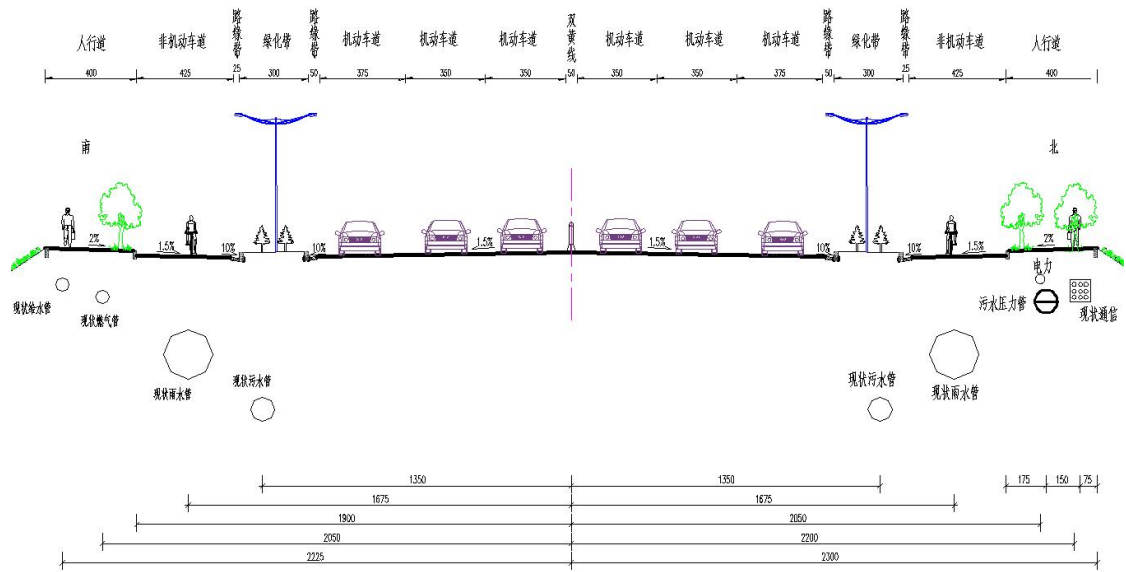 人行道 非机动车道 路缘带 绿化带 路缘带 机动车道 机动车道 机动车道 双黄线 机动车道 机动车道 机动车道 路缘带 绿化带 路缘带 非机动车道 人行道
400 425 25 300 50 375 350 350 50 350 350 375 50 300 25 425 400
南 北
2% 1.5% 10% 10% 1.5% 1.5% 10% 10% 1.5% 2%
电力
现状给水管 现状燃气管 污水压力管 现状通信
现状雨水管 现状污水管 现状污水管 现状雨水管
1350 1350 175 150 75
1675 1675
1900 2050
2050 2200
2225 2300